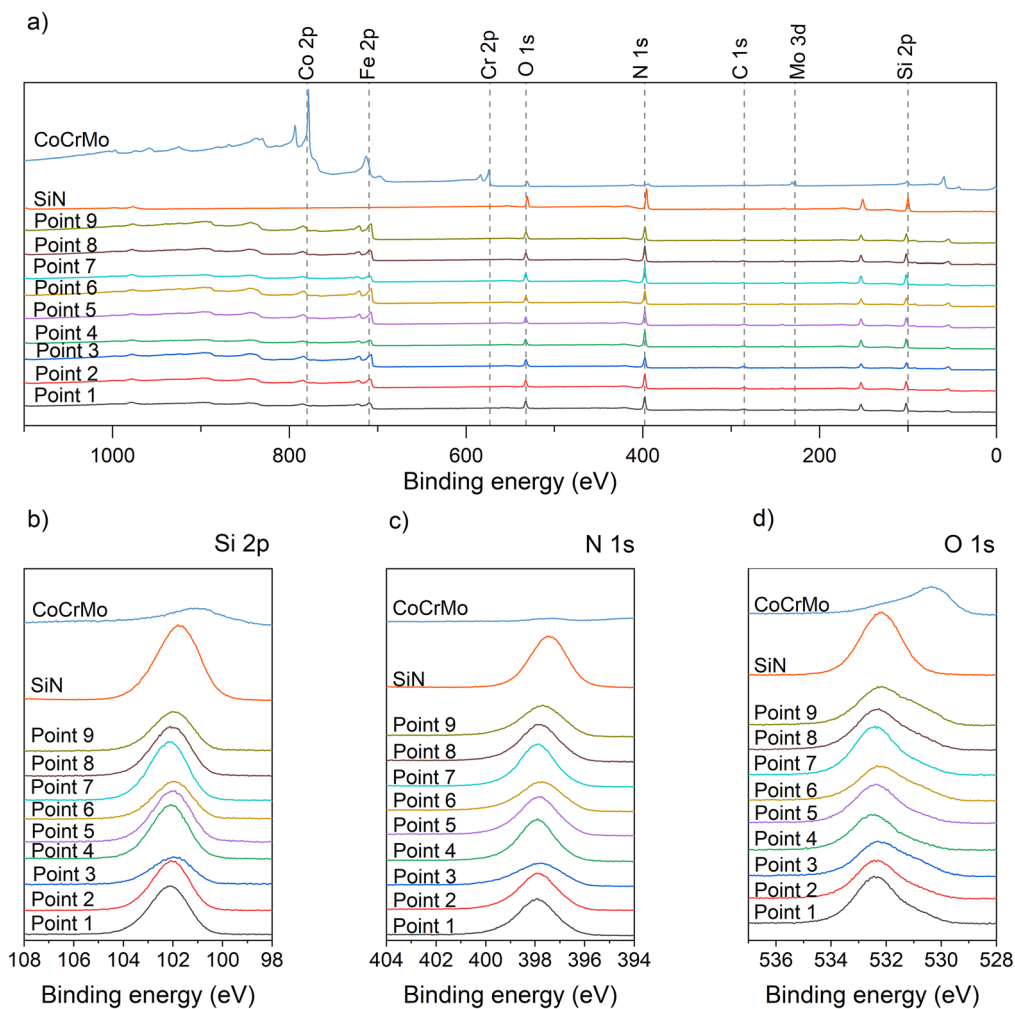 a)
Co 2p
Fe 2p
Cr 2p
O 1s
N 1s
C 1s
Mo 3d
Si 2p
CoCrMo
SiN
Point 9
Point 8
Point 7
Point 6
Point 5
Point 4
Point 3
Point 2
Point 1
1000 800 600 400 200 0
Binding energy (eV)
b)
Si 2p
CoCrMo
SiN
Point 9
Point 8
Point 7
Point 6
Point 5
Point 4
Point 3
Point 2
Point 1
108 106 104 102 100 98
Binding energy (eV)
c)
N 1s
CoCrMo
SiN
Point 9
Point 8
Point 7
Point 6
Point 5
Point 4
Point 3
Point 2
Point 1
404 402 400 398 396 394
Binding energy (eV)
d)
O 1s
CoCrMo
SiN
Point 9
Point 8
Point 7
Point 6
Point 5
Point 4
Point 3
Point 2
Point 1
536 534 532 530 528
Binding energy (eV)